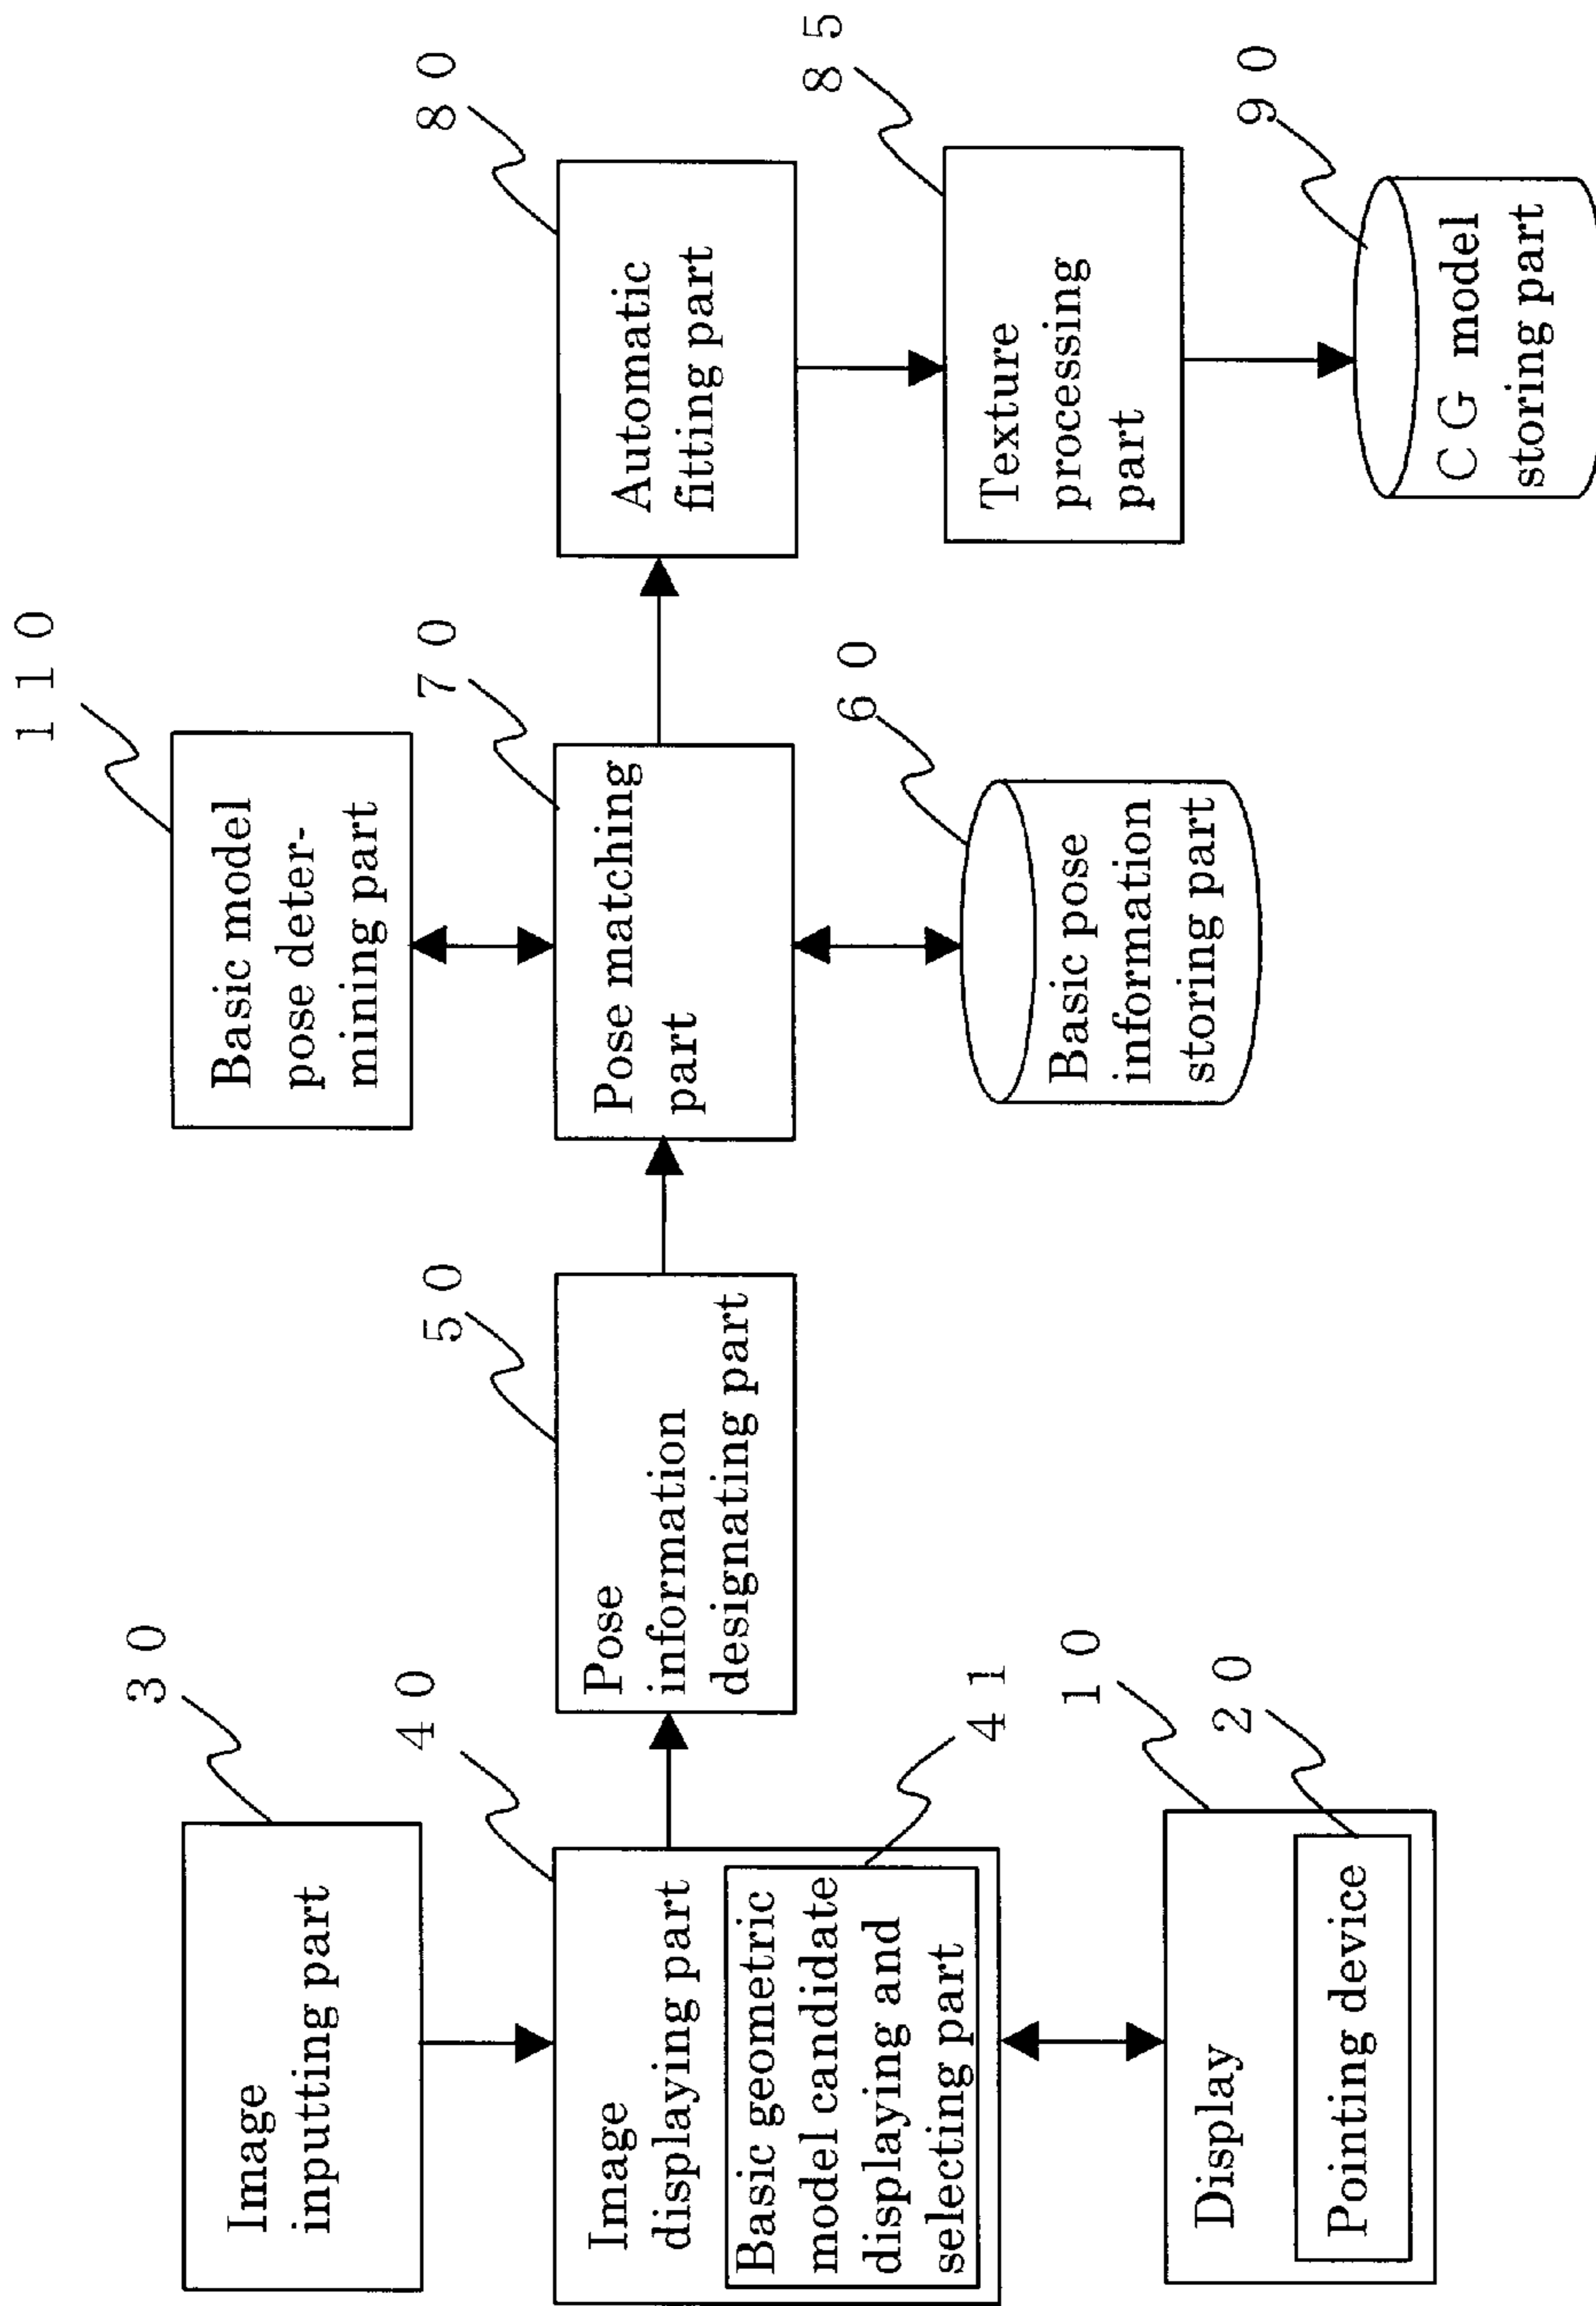 30
Image
inputting part
40
Image
displaying part
Basic geometric
model candidate
displaying and
selecting part
41
10
Display
20
Pointing device
50
Pose
information
designating part
110
Basic model
pose deter-
mining part
70
Pose matching
part
60
Basic pose
information
storing part
80
Automatic
fitting part
85
Texture
processing
part
90
CG model
storing part